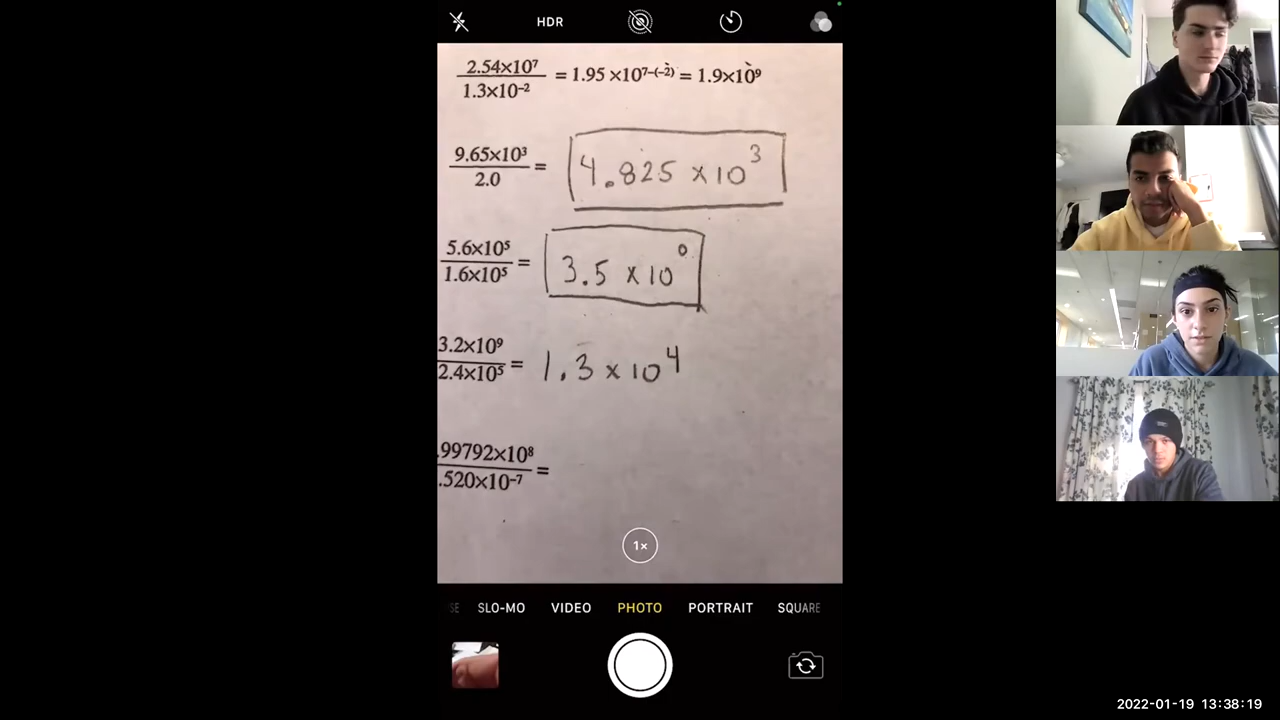 HDR
2.54×10⁷ / 1.3×10⁻² = 1.95 ×10⁷⁻⁽⁻²⁾ = 1.9×10⁹
9.65×10³ / 2.0 = 4.825 ×10³
5.6×10⁵ / 1.6×10⁵ = 3.5 ×10⁰
3.2×10⁹ / 2.4×10⁵ = 1.3 ×10⁴
.99792×10⁸ / .520×10⁻⁷ =
1×
SE SLO-MO VIDEO PHOTO PORTRAIT SQUARE
2022-01-19 13:38:19